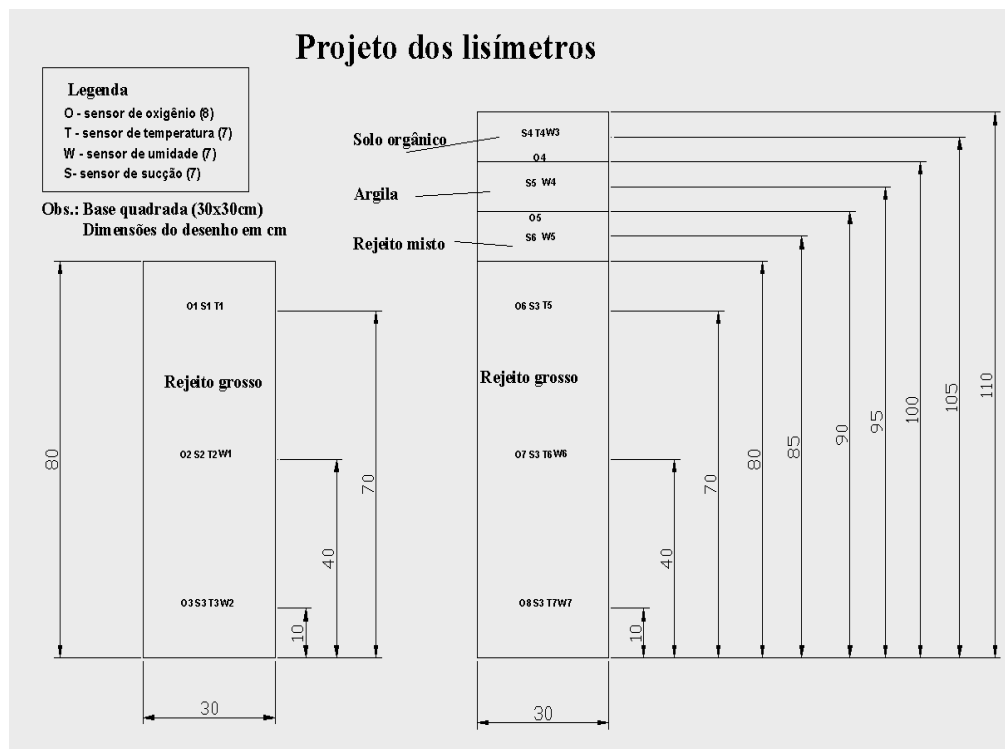 Projeto dos lisímetros
Legenda
O - sensor de oxigênio (8)
T - sensor de temperatura (7)
W - sensor de umidade (7)
S- sensor de sucção (7)
Obs.: Base quadrada (30x30cm)
Dimensões do desenho em cm
Solo orgânico
S4 T4 W3
O4
Argila
S5 W4
O5
Rejeito misto
S6 W5
O1 S1 T1
Rejeito grosso
O2 S2 T2 W1
O3 S3 T3 W2
80
10
40
70
30
O6 S3 T5
Rejeito grosso
O7 S3 T6 W6
O8 S3 T7 W7
10
40
70
80
85
90
95
100
105
110
30